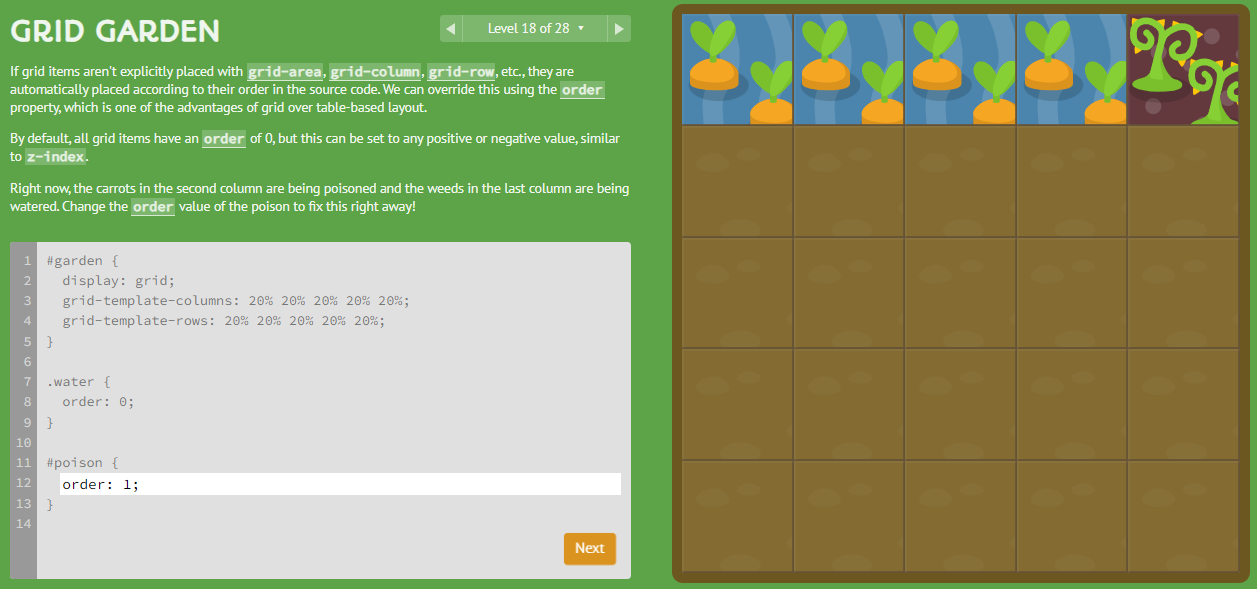 GRID GARDEN
◀ Level 18 of 28 ▾ ▶
If grid items aren't explicitly placed with grid-area, grid-column, grid-row, etc., they are
automatically placed according to their order in the source code. We can override this using the order
property, which is one of the advantages of grid over table-based layout.
By default, all grid items have an order of 0, but this can be set to any positive or negative value, similar
to z-index.
Right now, the carrots in the second column are being poisoned and the weeds in the last column are being
watered. Change the order value of the poison to fix this right away!
1 #garden {
2 display: grid;
3 grid-template-columns: 20% 20% 20% 20% 20%;
4 grid-template-rows: 20% 20% 20% 20% 20%;
5 }
6
7 .water {
8 order: 0;
9 }
10
11 #poison {
12 order: 1;
13 }
14
Next